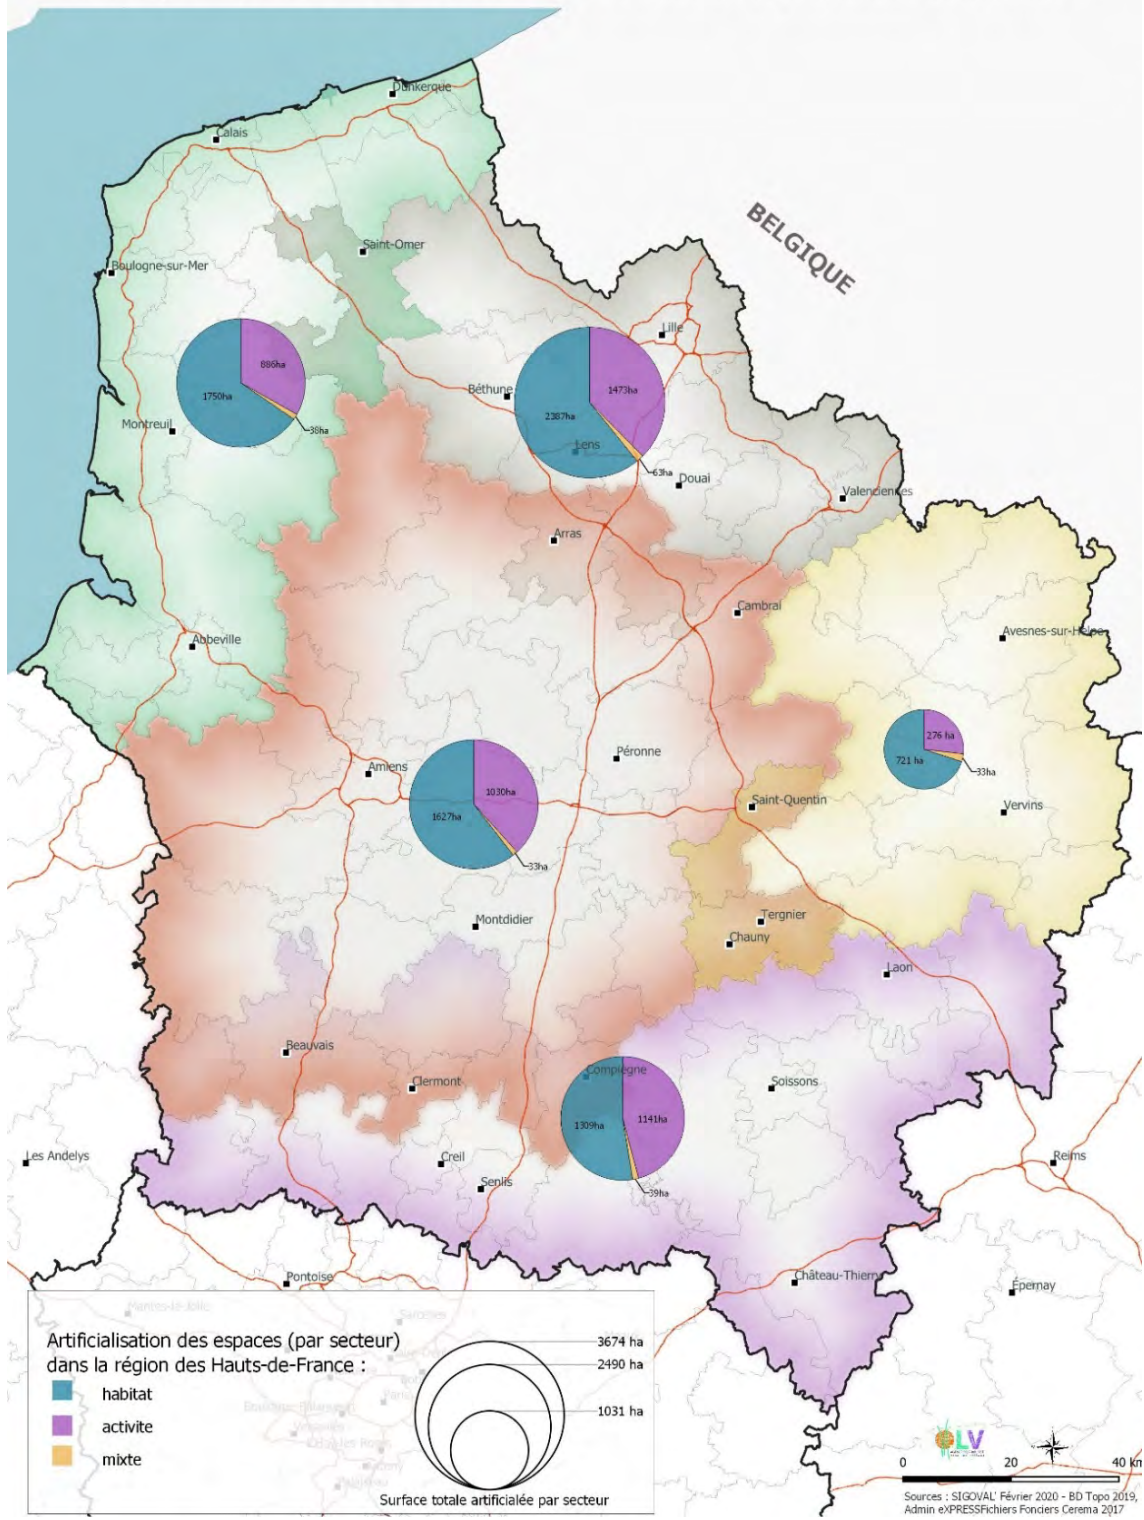 Dunkerque
Calais
BELGIQUE
Saint-Omer
Boulogne-sur-Mer
Lille
886ha
1750ha
38ha
Béthune
1473ha
2387ha
Lens
63ha
Montreuil
Douai
Valenciennes
Arras
Cambrai
Avesnes-sur-Helpe
Abbeville
276 ha
721 ha
33ha
Péronne
Amiens
1030ha
1627ha
33ha
Saint-Quentin
Vervins
Montdidier
Tergnier
Chauny
Laon
Beauvais
Clermont
Compiègne
Soissons
1309ha
1141ha
39ha
Les Andelys
Creil
Senlis
Reims
Pontoise
Château-Thierry
Épernay
Mantes-la-Jolie
Sarcelles
Artificialisation des espaces (par secteur)
dans la région des Hauts-de-France :
habitat
activite
mixte
3674 ha
2490 ha
1031 ha
Surface totale artificialée par secteur
LV
0 20 40 km
Sources : SIGOVAL' Février 2020 - BD Topo 2019,
Admin eXPRESSFichiers Fonciers Cerema 2017